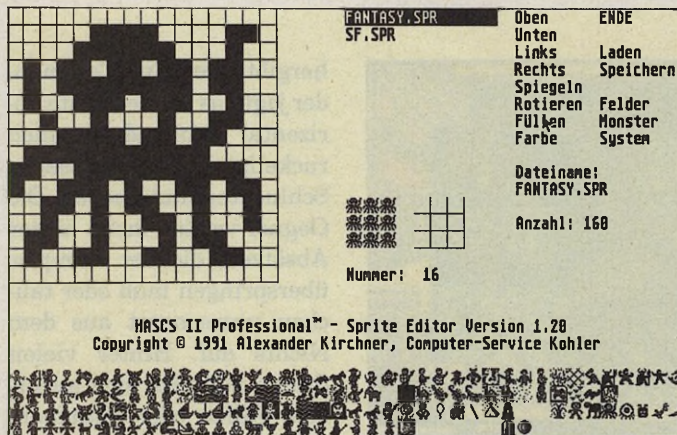 FANTASY.SPR
SF.SPR
Oben ENDE
Unten
Links Laden
Rechts Speichern
Spiegeln
Rotieren Felder
Füllen Monster
Farbe System
Dateiname:
FANTASY.SPR
Anzahl: 160
Nummer: 16
HASCS II Professional™ - Sprite Editor Version 1.20
Copyright © 1991 Alexander Kirchner, Computer-Service Kohler